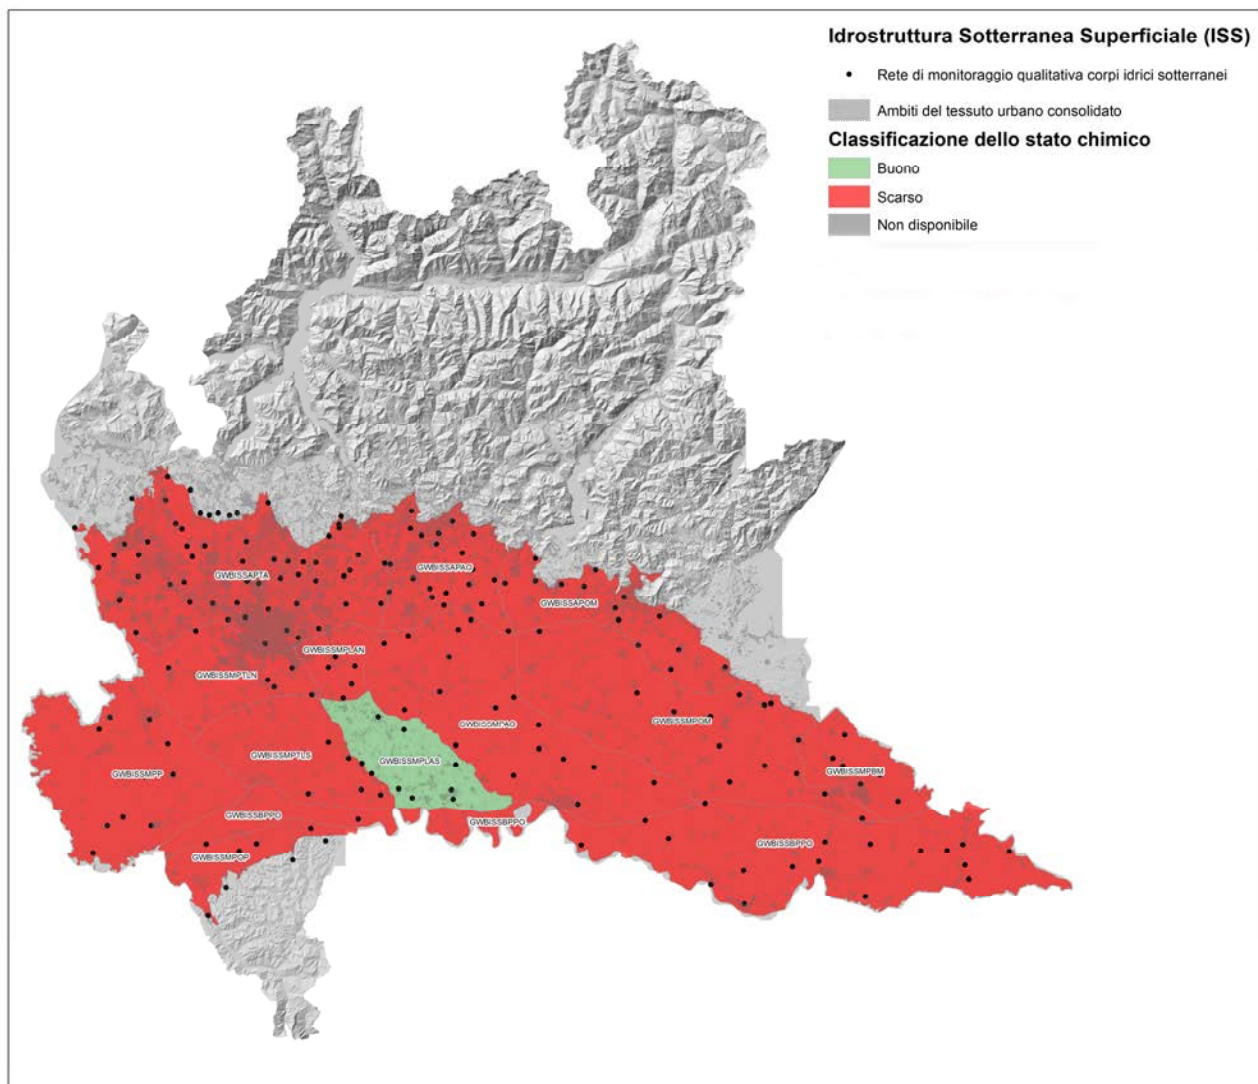 Idrostruttura Sotterranea Superficiale (ISS)
Rete di monitoraggio qualitativa corpi idrici sotterranei
Ambiti del tessuto urbano consolidato
Classificazione dello stato chimico
Buono
Scarso
Non disponibile
GWBISSAPTA
GWBISSAPAO
GWBISSAPOM
GWBISSMPLAN
GWBISSMPTLN
GWBISSMPAO
GWBISSMPOM
GWBISSMPTLS
GWBISSMPLAS
GWBISSMPP
GWBISSMPBM
GWBISSBPPO
GWBISSBPPO
GWBISSBPPO
GWBISSMPOP